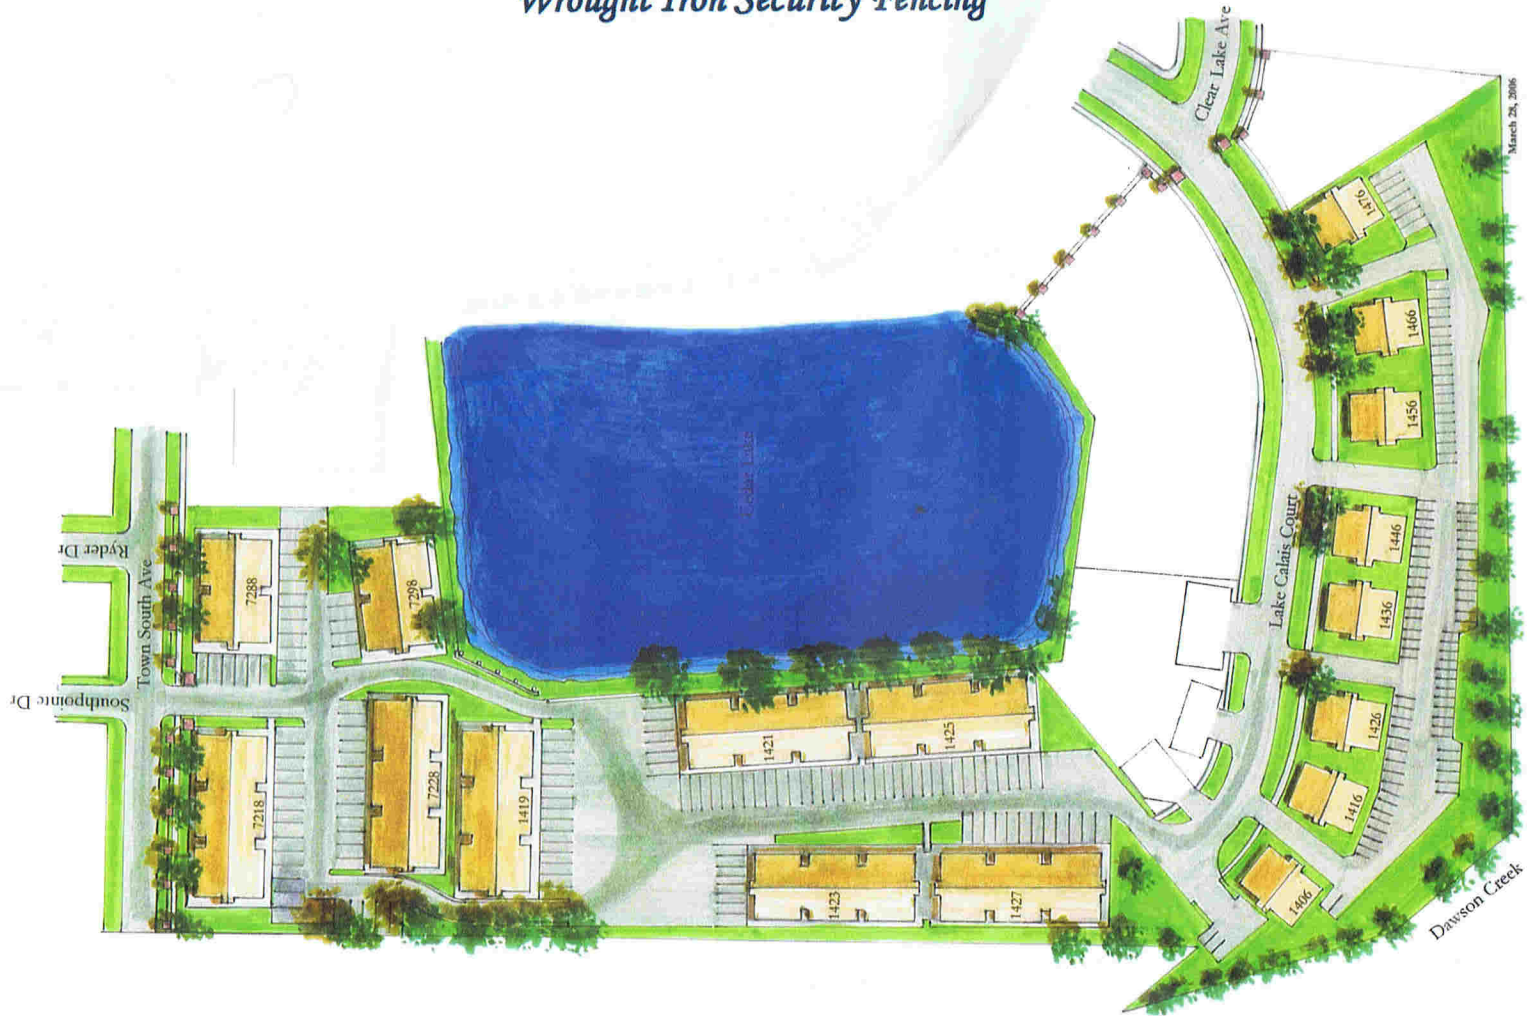 Wrought Iron Security Fencing
Clear Lake Ave
March 28, 2006
1476
1466
1456
Cedar Lake
Ryder Dr
Town South Ave
7288
7298
Lake Calais Court
1446
1436
Southpointe Dr
1426
1421
1425
7218
7228
1419
1416
1423
1427
1406
Dawson Creek